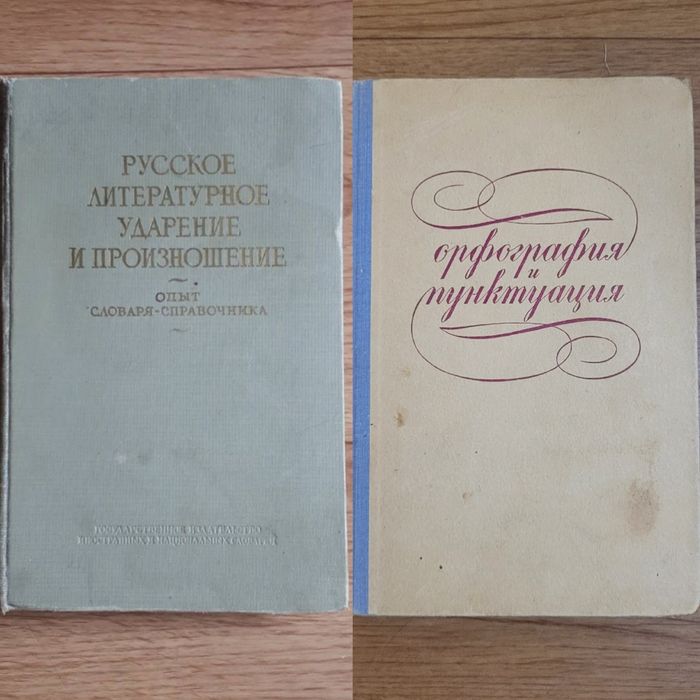 РУССКОЕ
ЛИТЕРАТУРНОЕ
УДАРЕНИЕ
И ПРОИЗНОШЕНИЕ
ОПЫТ
СЛОВАРЯ-СПРАВОЧНИКА
ГОСУДАРСТВЕННОЕ ИЗДАТЕЛЬСТВО
ИНОСТРАННЫХ И НАЦИОНАЛЬНЫХ СЛОВАРЕЙ
орфография
и
пунктуация